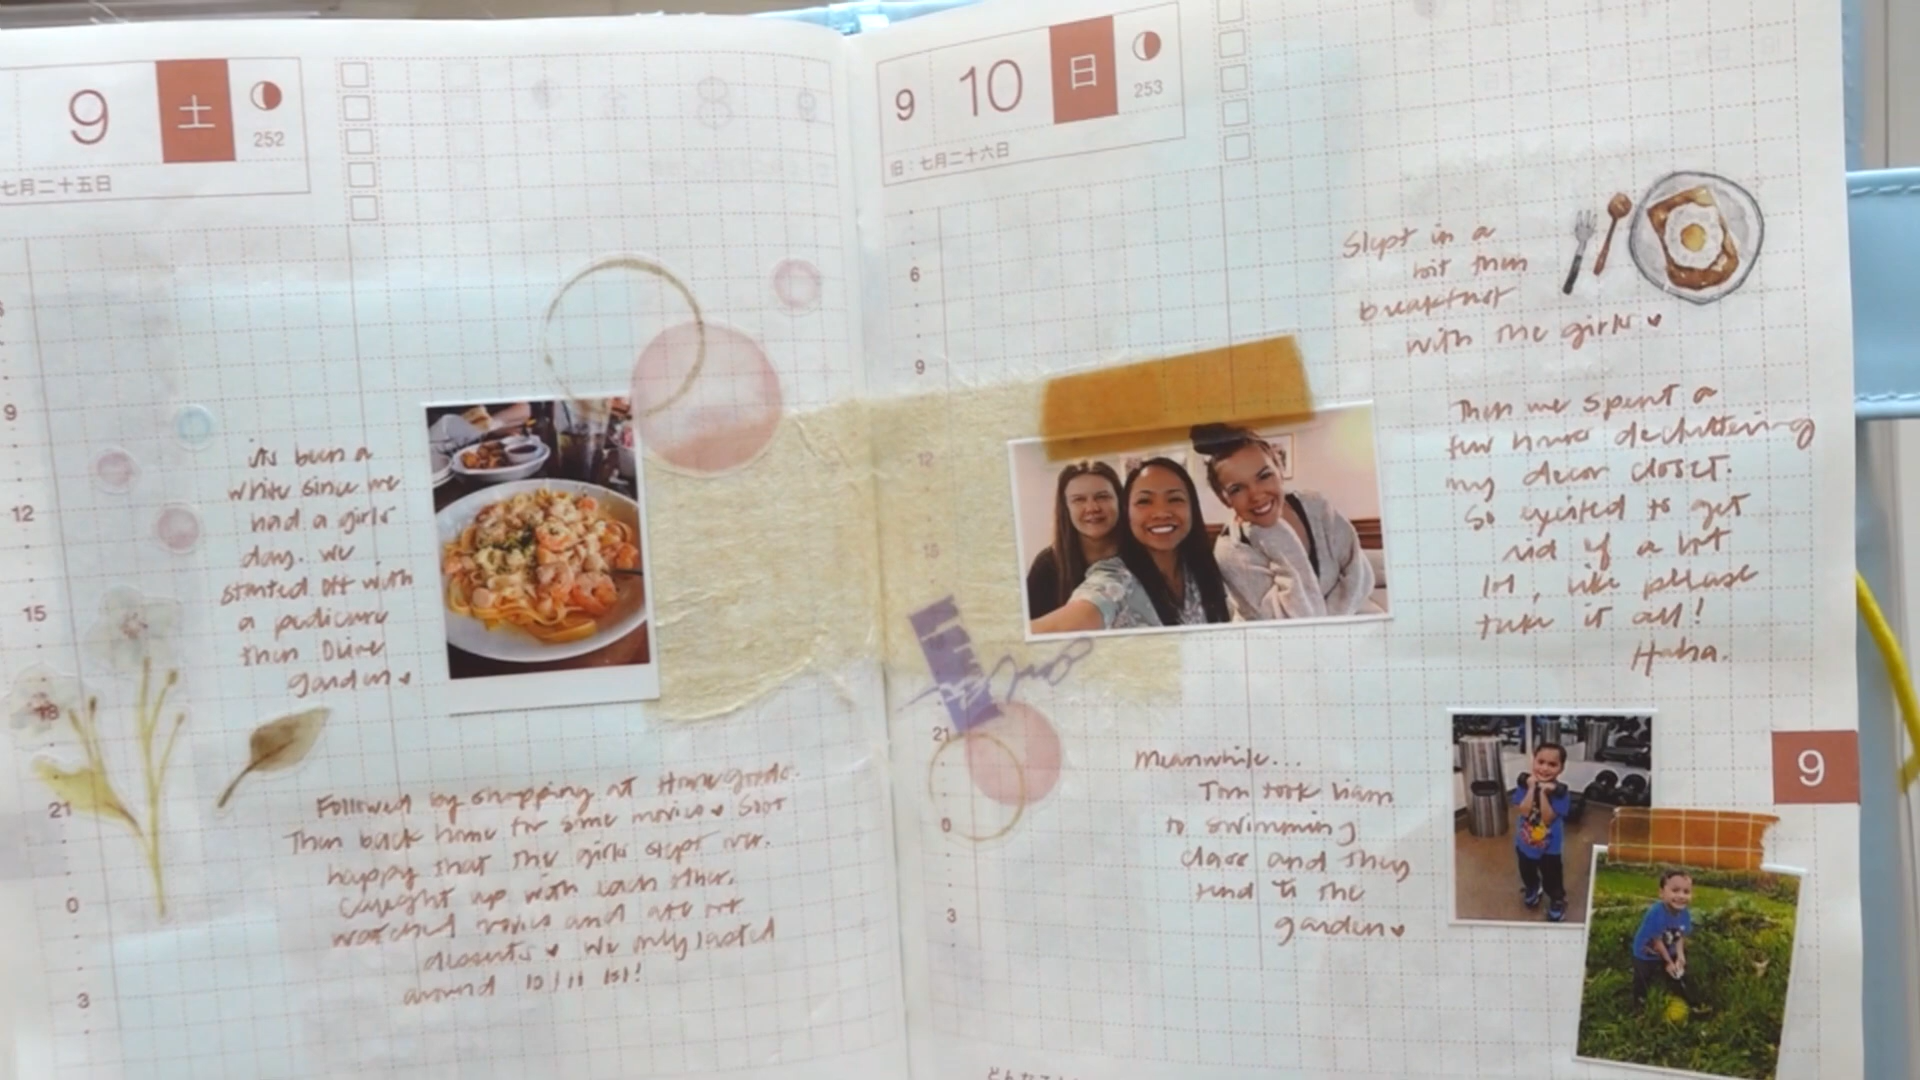 9 土
252
七月二十五日
9
12
15
18
21
0
3
its been a
while since we
had a girls
day. we
started off with
a pedicure
then Olive
garden
Followed by shopping at Homegoods.
Then back home for some movies Soo
happy that the girls slept over.
Caught up with each other,
watched movies and ate
desserts We only lasted
around 10/11 lol!
9 10 日
253
旧:七月二十六日
6
9
12
15
21
0
3
Slept in a
bit then
breakfast
with the girls
Then we spent a
few hours decluttering
my decor closet.
So excited to get
rid of a lot
lol, like please
take it all!
Haha.
Meanwhile...
Tom took Liam
to swimming
class and they
tend to the
garden
9